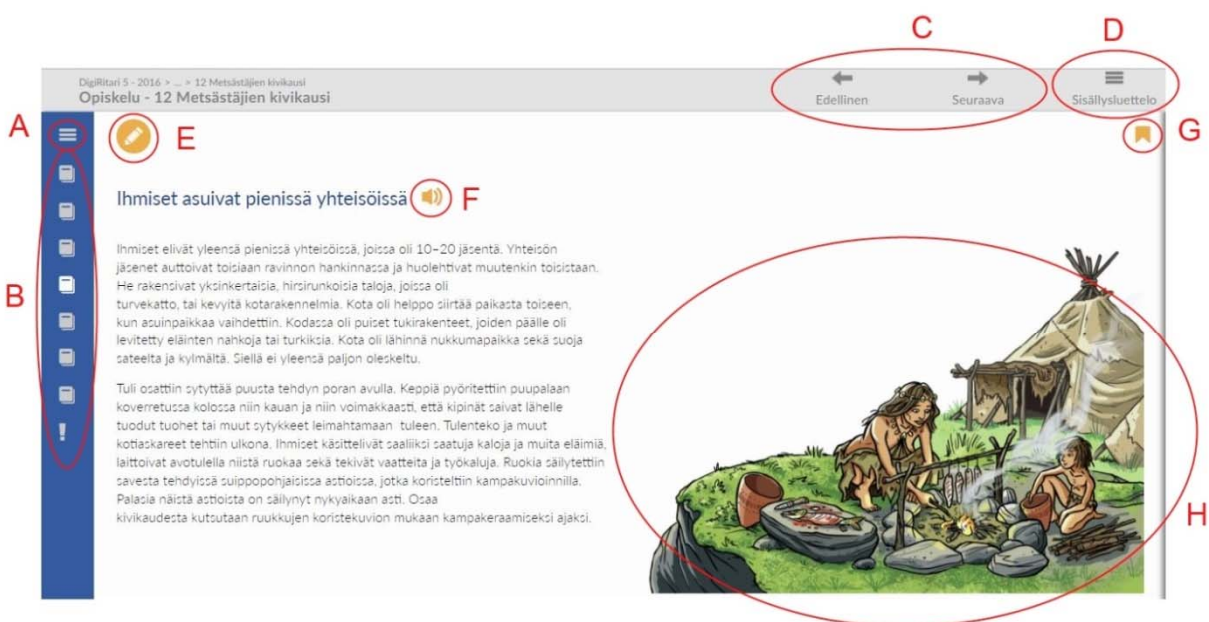 C
D
DigiRitari 5 - 2016 > ... > 12 Metsästäjien kivikausi
Opiskelu - 12 Metsästäjien kivikausi
Edellinen
Seuraava
Sisällysluettelo
A
E
G
Ihmiset asuivat pienissä yhteisöissä
F
Ihmiset elivät yleensä pienissä yhteisöissä, joissa oli 10–20 jäsentä. Yhteisön
jäsenet auttoivat toisiaan ravinnon hankinnassa ja huolehtivat muutenkin toisistaan.
He rakensivat yksinkertaisia, hirsirunkoisia taloja, joissa oli
turvekatto, tai kevyitä kotarakennelmia. Kota oli helppo siirtää paikasta toiseen,
kun asuinpaikkaa vaihdettiin. Kodassa oli puiset tukirakenteet, joiden päälle oli
levitetty eläinten nahkoja tai turkiksia. Kota oli lähinnä nukkumapaikka sekä suoja
sateelta ja kylmältä. Siellä ei yleensä paljon oleskeltu.
B
Tuli osattiin sytyttää puusta tehdyn poran avulla. Keppiä pyöritettiin puupalaan
koverretussa kolossa niin kauan ja niin voimakkaasti, että kipinät saivat lähelle
tuodut tuohet tai muut sytykkeet leimahtamaan tuleen. Tulenteko ja muut
kotiaskareet tehtiin ulkona. Ihmiset käsittelivät saaliiksi saatuja kaloja ja muita eläimiä,
laittoivat avotulella niistä ruokaa sekä tekivät vaatteita ja työkaluja. Ruokia säilytettiin
savesta tehdyissä suippopohjaisissa astioissa, jotka koristeltiin kampakuvioinnilla.
Palasia näistä astioista on säilynyt nykyaikaan asti. Osaa
kivikaudesta kutsutaan ruukkujen koristekuvion mukaan kampakeraamiseksi ajaksi.
H